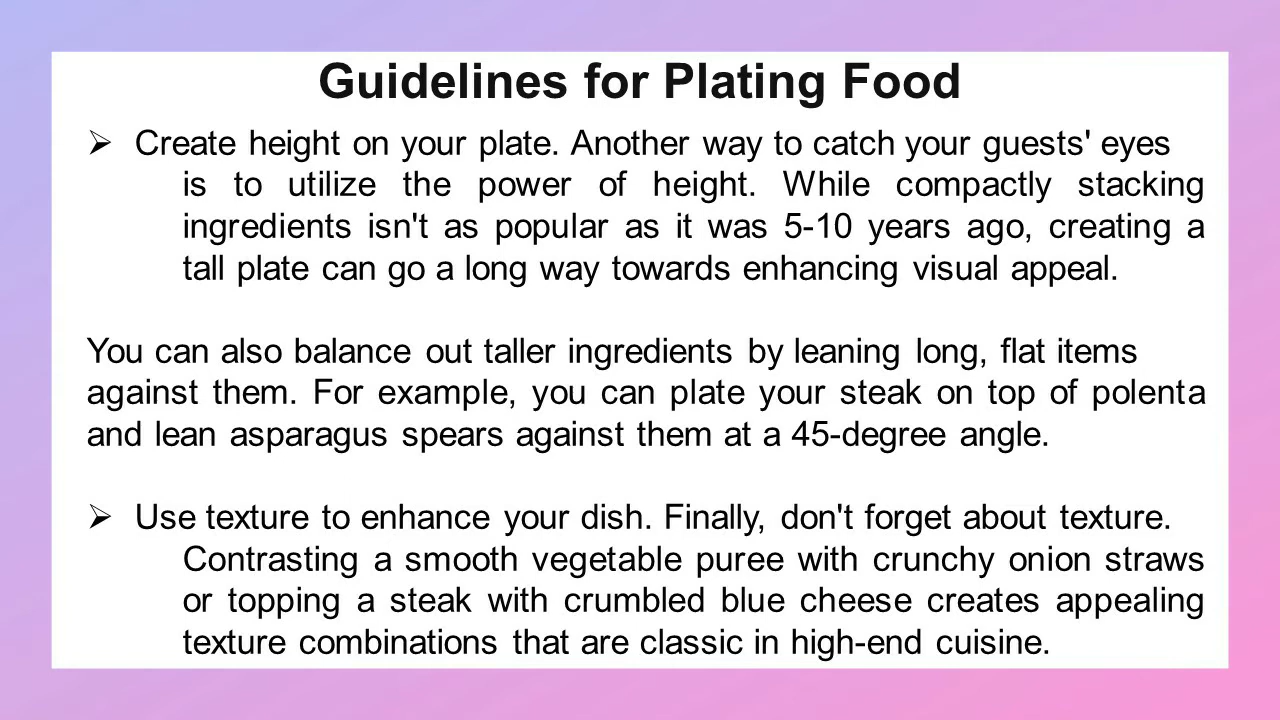 Guidelines for Plating Food
➢ Create height on your plate. Another way to catch your guests' eyes
is to utilize the power of height. While compactly stacking
ingredients isn't as popular as it was 5-10 years ago, creating a
tall plate can go a long way towards enhancing visual appeal.
You can also balance out taller ingredients by leaning long, flat items
against them. For example, you can plate your steak on top of polenta
and lean asparagus spears against them at a 45-degree angle.
➢ Use texture to enhance your dish. Finally, don't forget about texture.
Contrasting a smooth vegetable puree with crunchy onion straws
or topping a steak with crumbled blue cheese creates appealing
texture combinations that are classic in high-end cuisine.